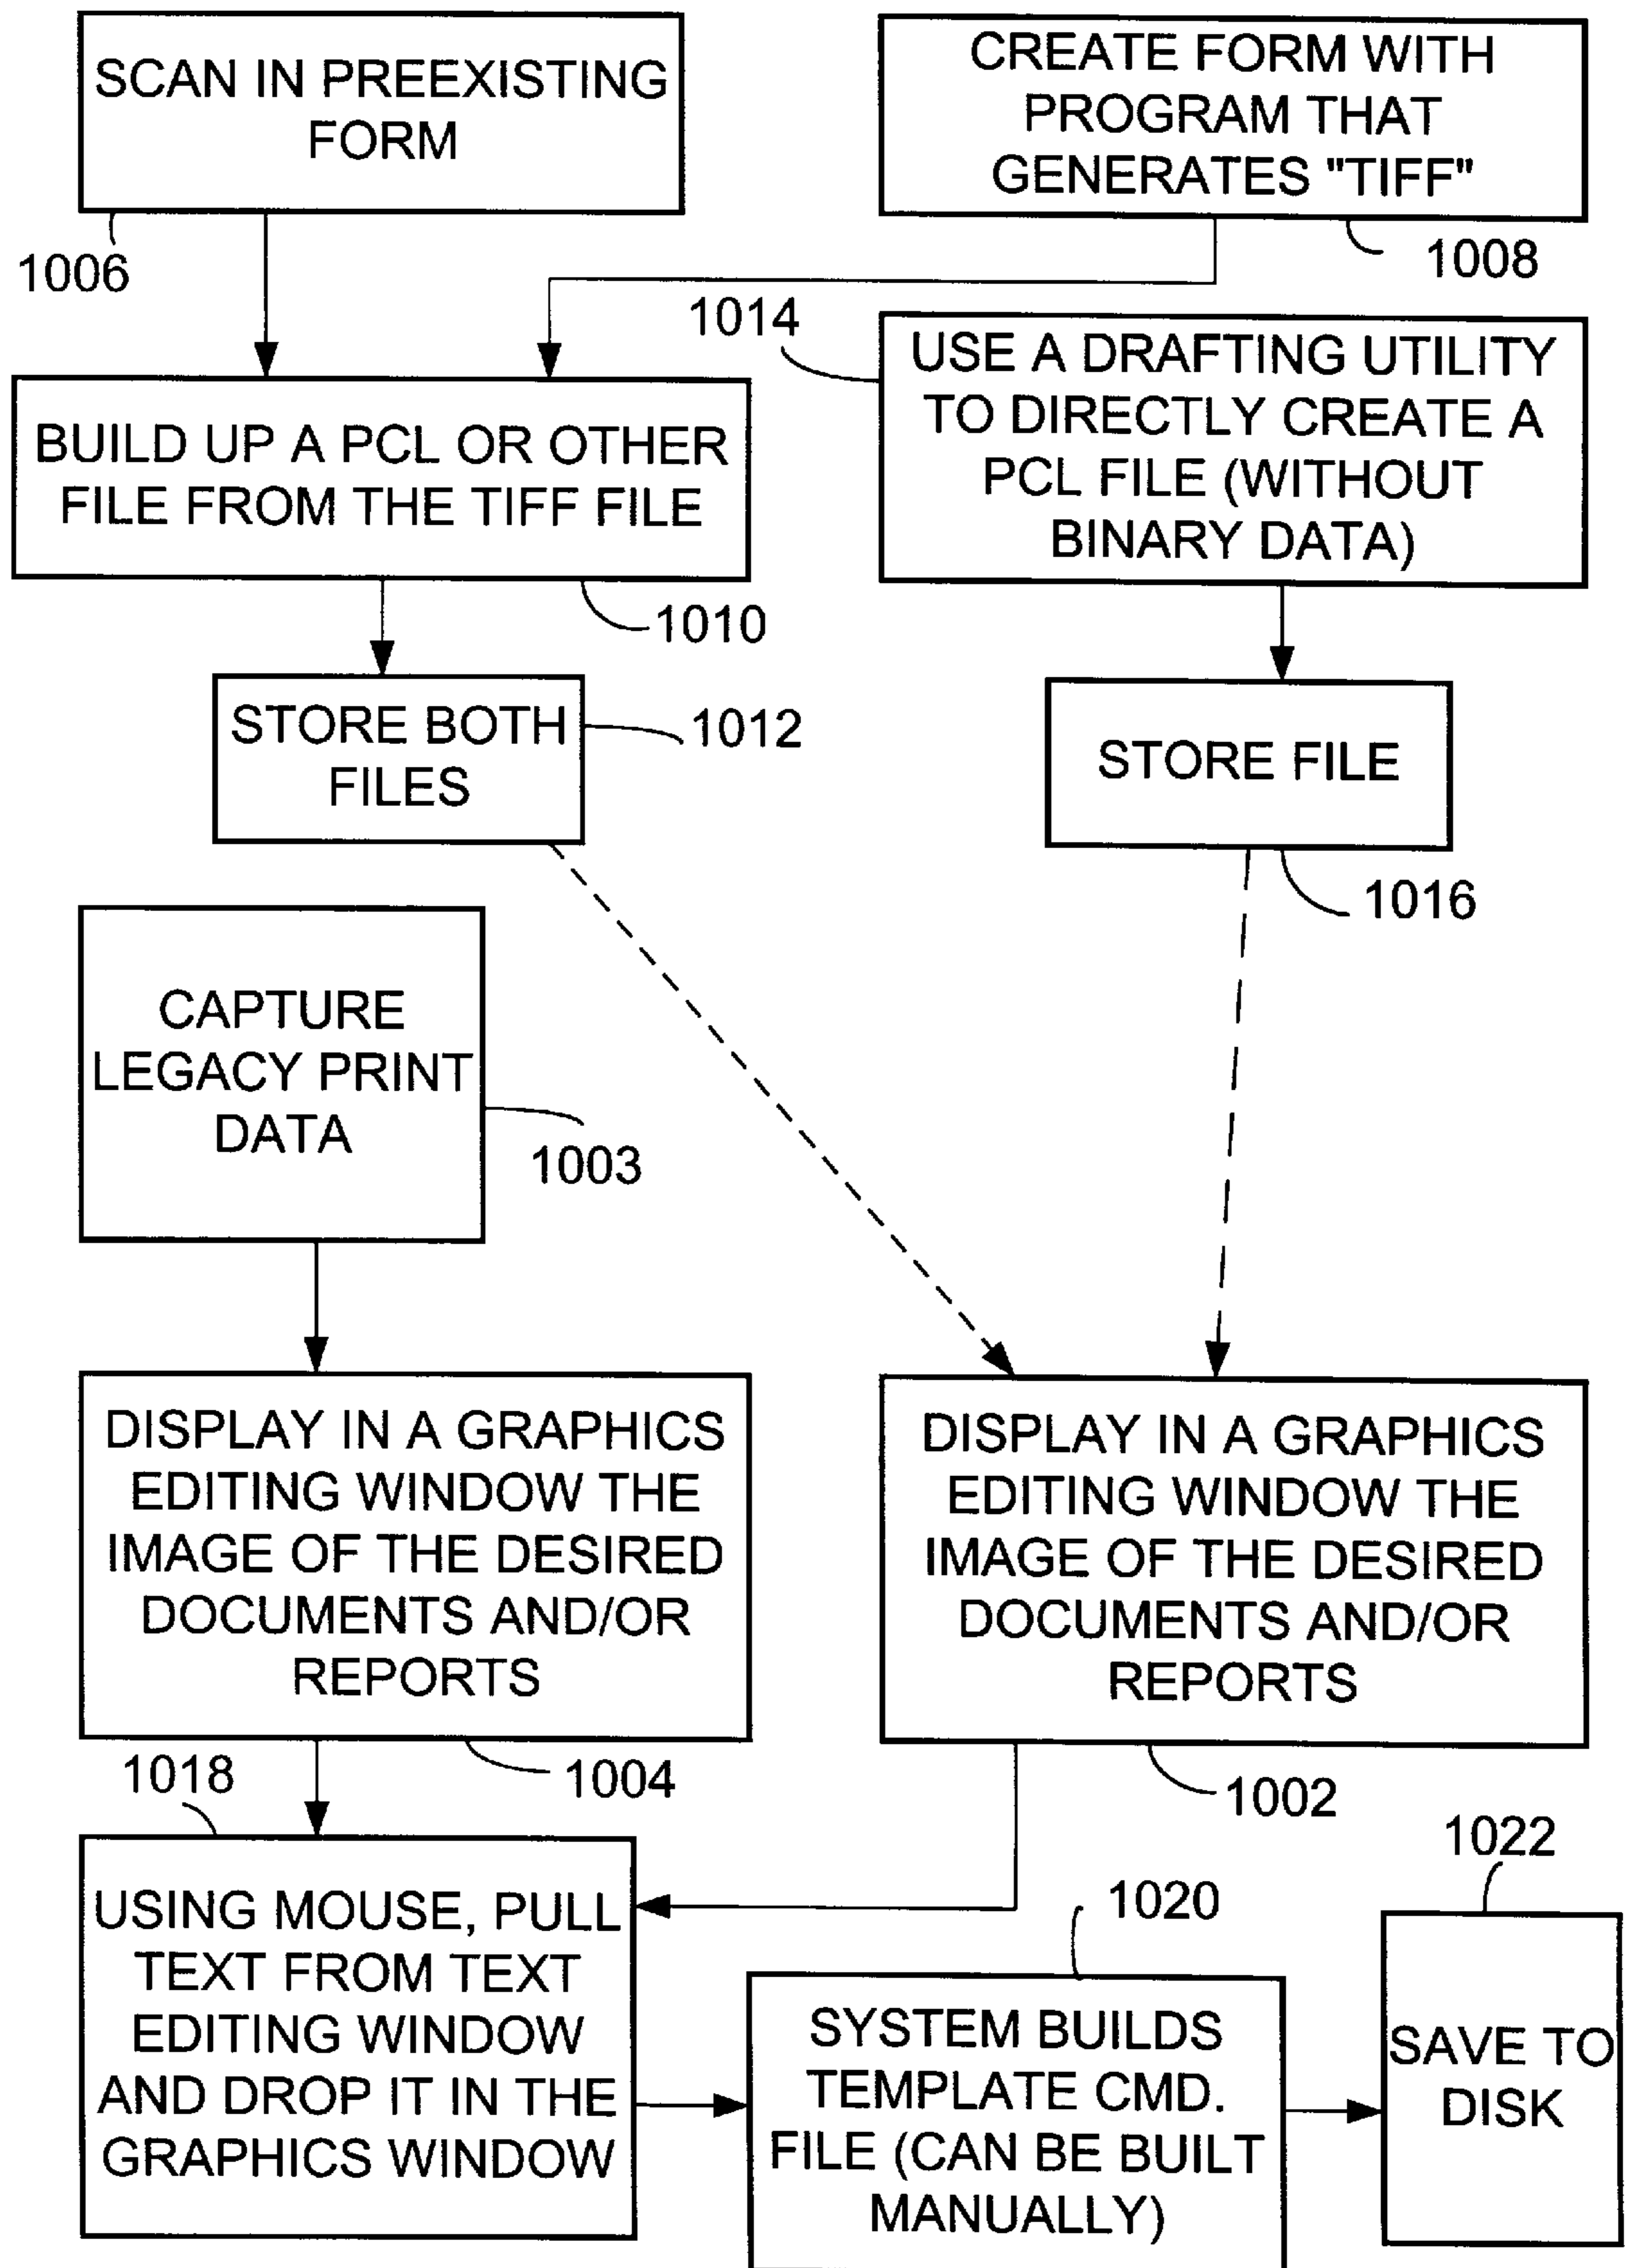 SCAN IN PREEXISTING
FORM
1006
CREATE FORM WITH
PROGRAM THAT
GENERATES "TIFF"
1008
1014
USE A DRAFTING UTILITY
TO DIRECTLY CREATE A
PCL FILE (WITHOUT
BINARY DATA)
BUILD UP A PCL OR OTHER
FILE FROM THE TIFF FILE
1010
STORE BOTH
FILES
1012
STORE FILE
1016
CAPTURE
LEGACY PRINT
DATA
1003
DISPLAY IN A GRAPHICS
EDITING WINDOW THE
IMAGE OF THE DESIRED
DOCUMENTS AND/OR
REPORTS
1004
DISPLAY IN A GRAPHICS
EDITING WINDOW THE
IMAGE OF THE DESIRED
DOCUMENTS AND/OR
REPORTS
1002
1018
USING MOUSE, PULL
TEXT FROM TEXT
EDITING WINDOW
AND DROP IT IN THE
GRAPHICS WINDOW
1020
SYSTEM BUILDS
TEMPLATE CMD.
FILE (CAN BE BUILT
MANUALLY)
1022
SAVE TO
DISK